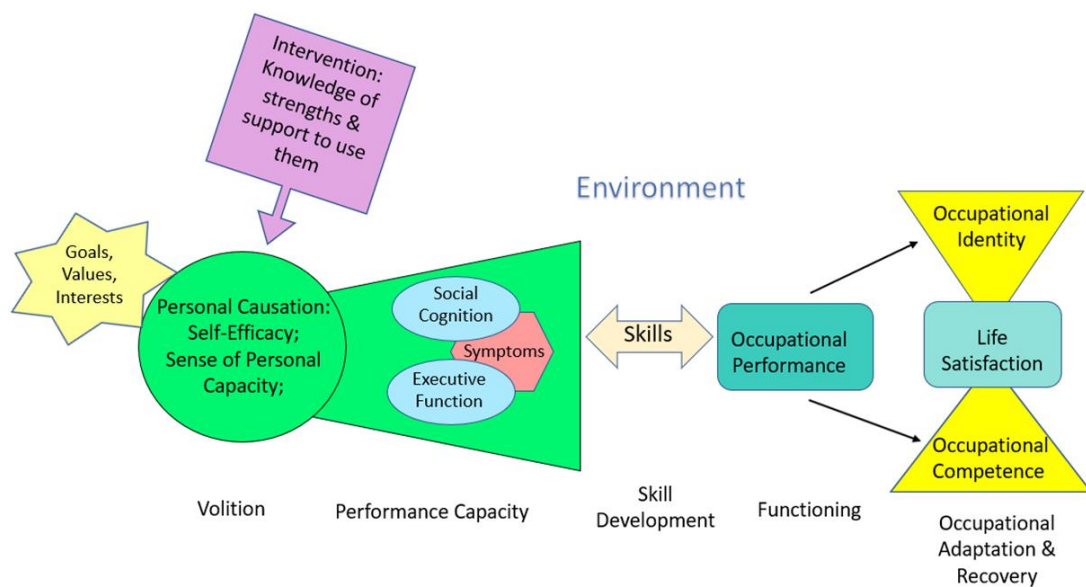 Intervention:
Knowledge of
strengths &
support to use
them
Environment
Goals,
Values,
Interests
Personal Causation:
Self-Efficacy;
Sense of Personal
Capacity;
Social
Cognition
Symptoms
Executive
Function
Skills
Occupational
Performance
Occupational
Identity
Life
Satisfaction
Occupational
Competence
Volition
Performance Capacity
Skill
Development
Functioning
Occupational
Adaptation &
Recovery